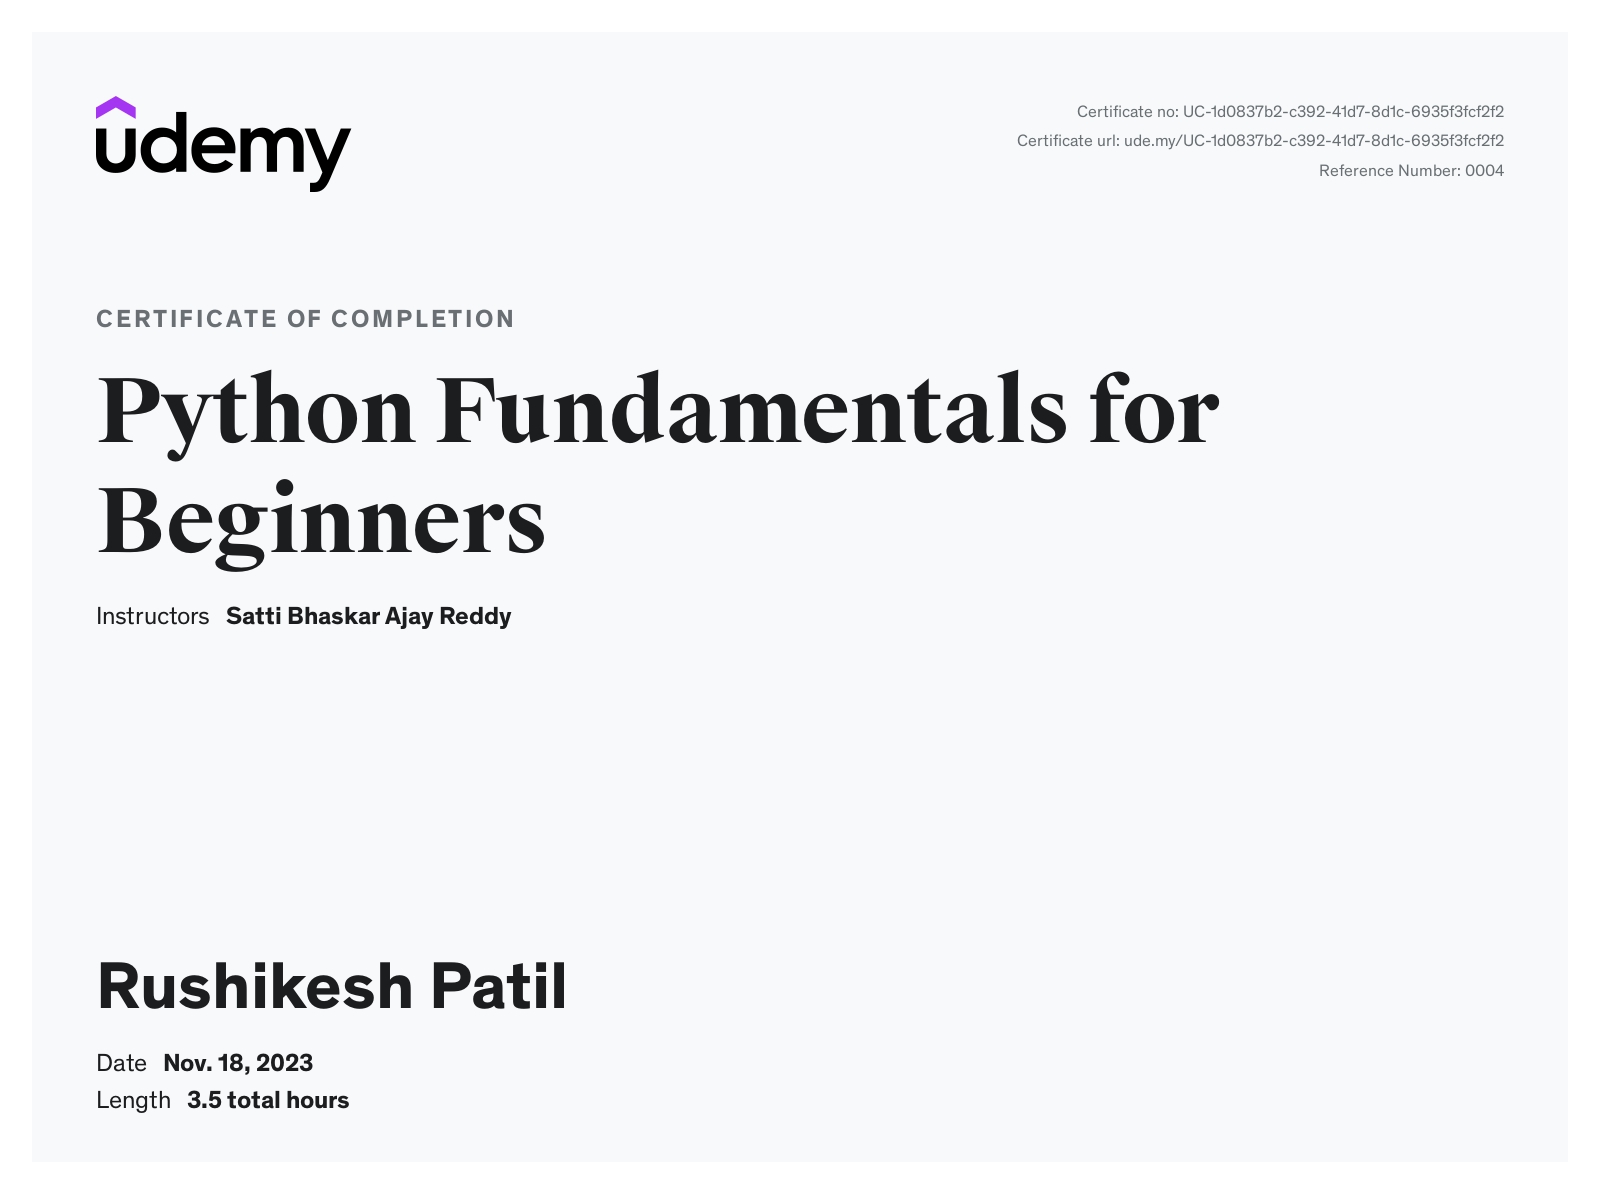 udemy
Certificate no: UC-1d0837b2-c392-41d7-8d1c-6935f3fcf2f2
Certificate url: ude.my/UC-1d0837b2-c392-41d7-8d1c-6935f3fcf2f2
Reference Number: 0004
CERTIFICATE OF COMPLETION
Python Fundamentals for
Beginners
Instructors Satti Bhaskar Ajay Reddy
Rushikesh Patil
Date Nov. 18, 2023
Length 3.5 total hours